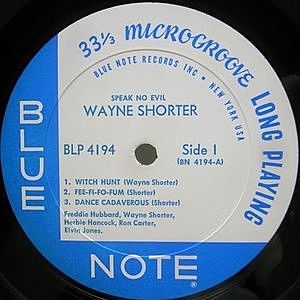 33⅓ MICROGROOVE LONG PLAYING
BLUE NOTE RECORDS INC • NEW YORK USA
SPEAK NO EVIL
WAYNE SHORTER
BLP 4194
Side 1
(BN 4194-A)
1. WITCH HUNT (Wayne Shorter)
2. FEE-FI-FO-FUM (Shorter)
3. DANCE CADAVEROUS (Shorter)
Freddie Hubbard, Wayne Shorter,
Herbie Hancock, Ron Carter,
Elvin Jones.
BLUE
NOTE®